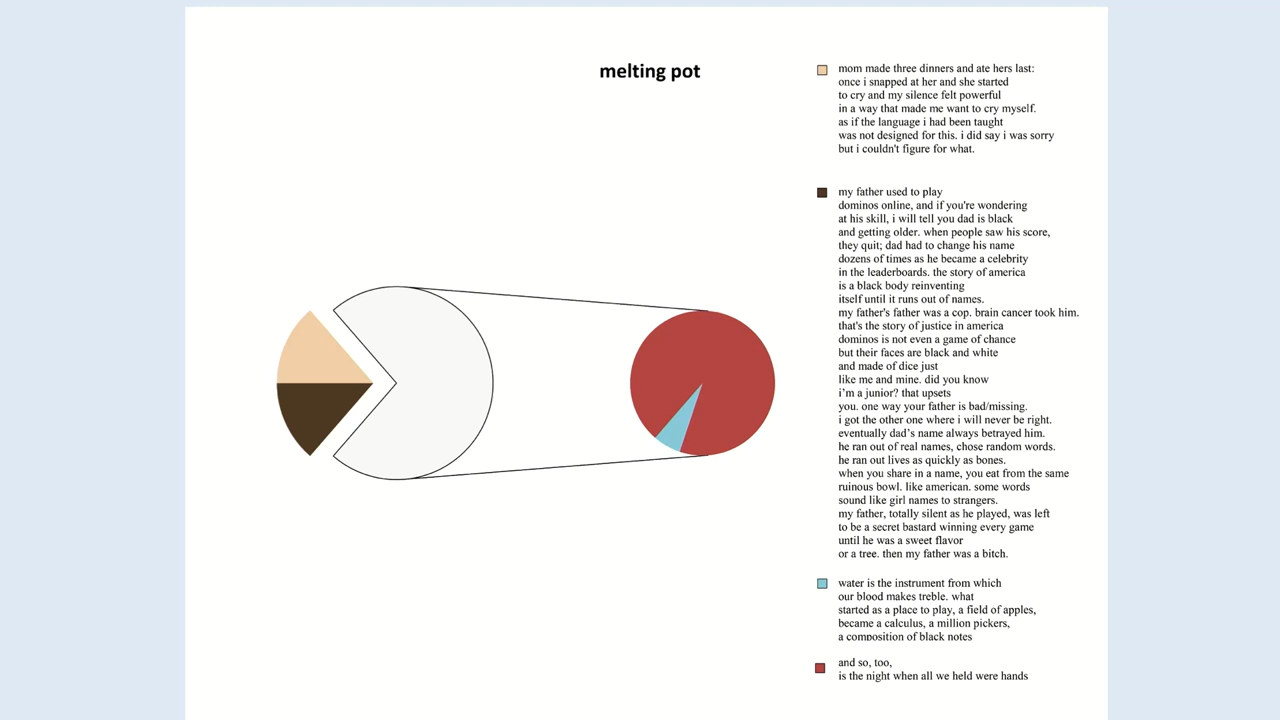 melting pot
mom made three dinners and ate hers last:
once i snapped at her and she started
to cry and my silence felt powerful
in a way that made me want to cry myself.
as if the language i had been taught
was not designed for this. i did say i was sorry
but i couldn't figure for what.
my father used to play
dominos online, and if you're wondering
at his skill, i will tell you dad is black
and getting older. when people saw his score,
they quit; dad had to change his name
dozens of times as he became a celebrity
in the leaderboards. the story of america
is a black body reinventing
itself until it runs out of names.
my father's father was a cop. brain cancer took him.
that's the story of justice in america
dominos is not even a game of chance
but their faces are black and white
and made of dice just
like me and mine. did you know
i’m a junior? that upsets
you. one way your father is bad/missing.
i got the other one where i will never be right.
eventually dad’s name always betrayed him.
he ran out of real names, chose random words.
he ran out lives as quickly as bones.
when you share in a name, you eat from the same
ruinous bowl. like american. some words
sound like girl names to strangers.
my father, totally silent as he played, was left
to be a secret bastard winning every game
until he was a sweet flavor
or a tree. then my father was a bitch.
water is the instrument from which
our blood makes treble. what
started as a place to play, a field of apples,
became a calculus, a million pickers,
a composition of black notes
and so, too,
is the night when all we held were hands